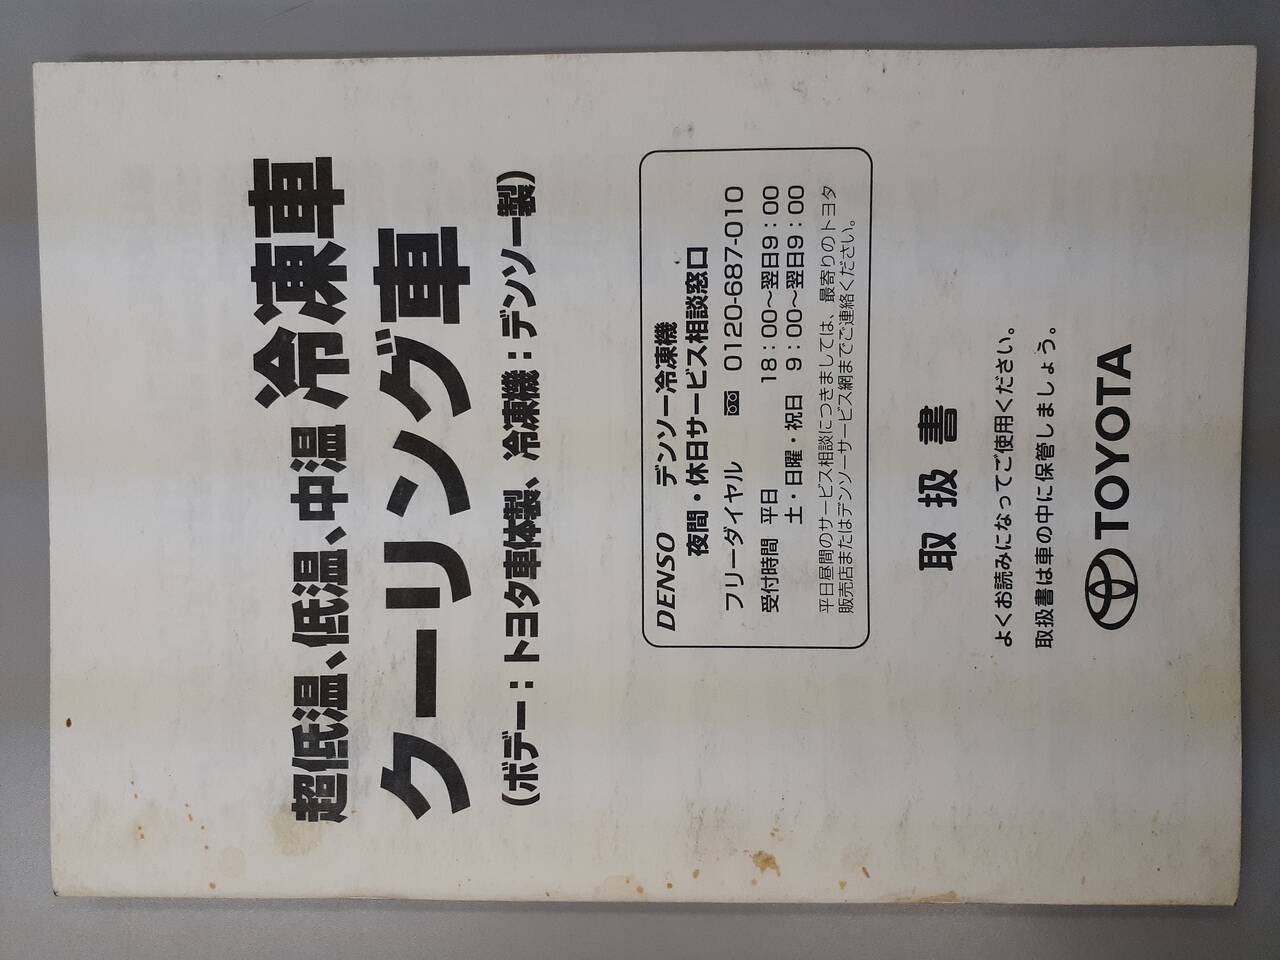 超低温、低温、中温 冷凍車
クーリング車
(ボデー：トヨタ車体製、冷凍機：デンソー製)
DENSO デンソー冷凍機
夜間・休日サービス相談窓口
フリーダイヤル 0120-687-010
受付時間 平日 18：00～翌日9：00
土・日曜・祝日 9：00～翌日9：00
平日昼間のサービス相談につきましては、最寄りのトヨタ
販売店またはデンソーサービス網までご連絡ください。
取扱書
よくお読みになってご使用ください。
取扱書は車の中に保管しましょう。
TOYOTA